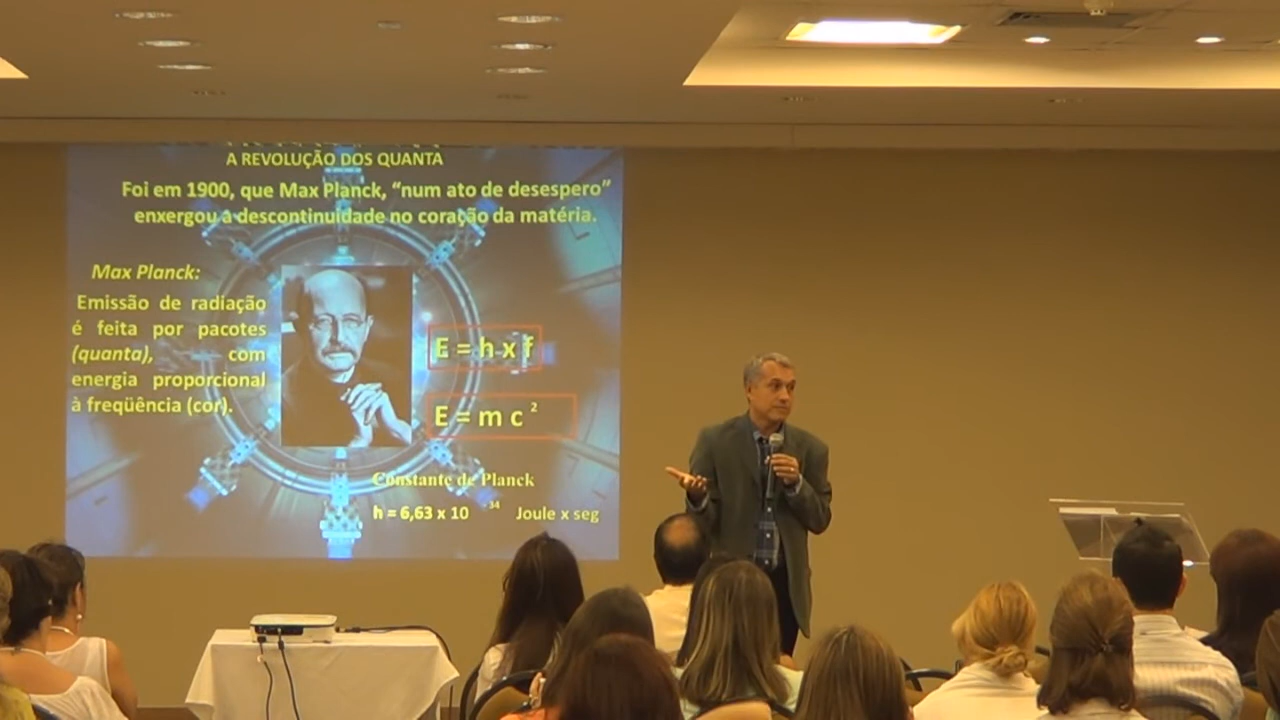 A REVOLUÇÃO DOS QUANTA
Foi em 1900, que Max Planck, “num ato de desespero”
enxergou a descontinuidade no coração da matéria.
Max Planck:
Emissão de radiação
é feita por pacotes
(quanta), com
energia proporcional
à freqüência (cor).
E = h x f
E = m c ²
Constante de Planck
h = 6,63 x 10 ⁻³⁴ Joule x seg